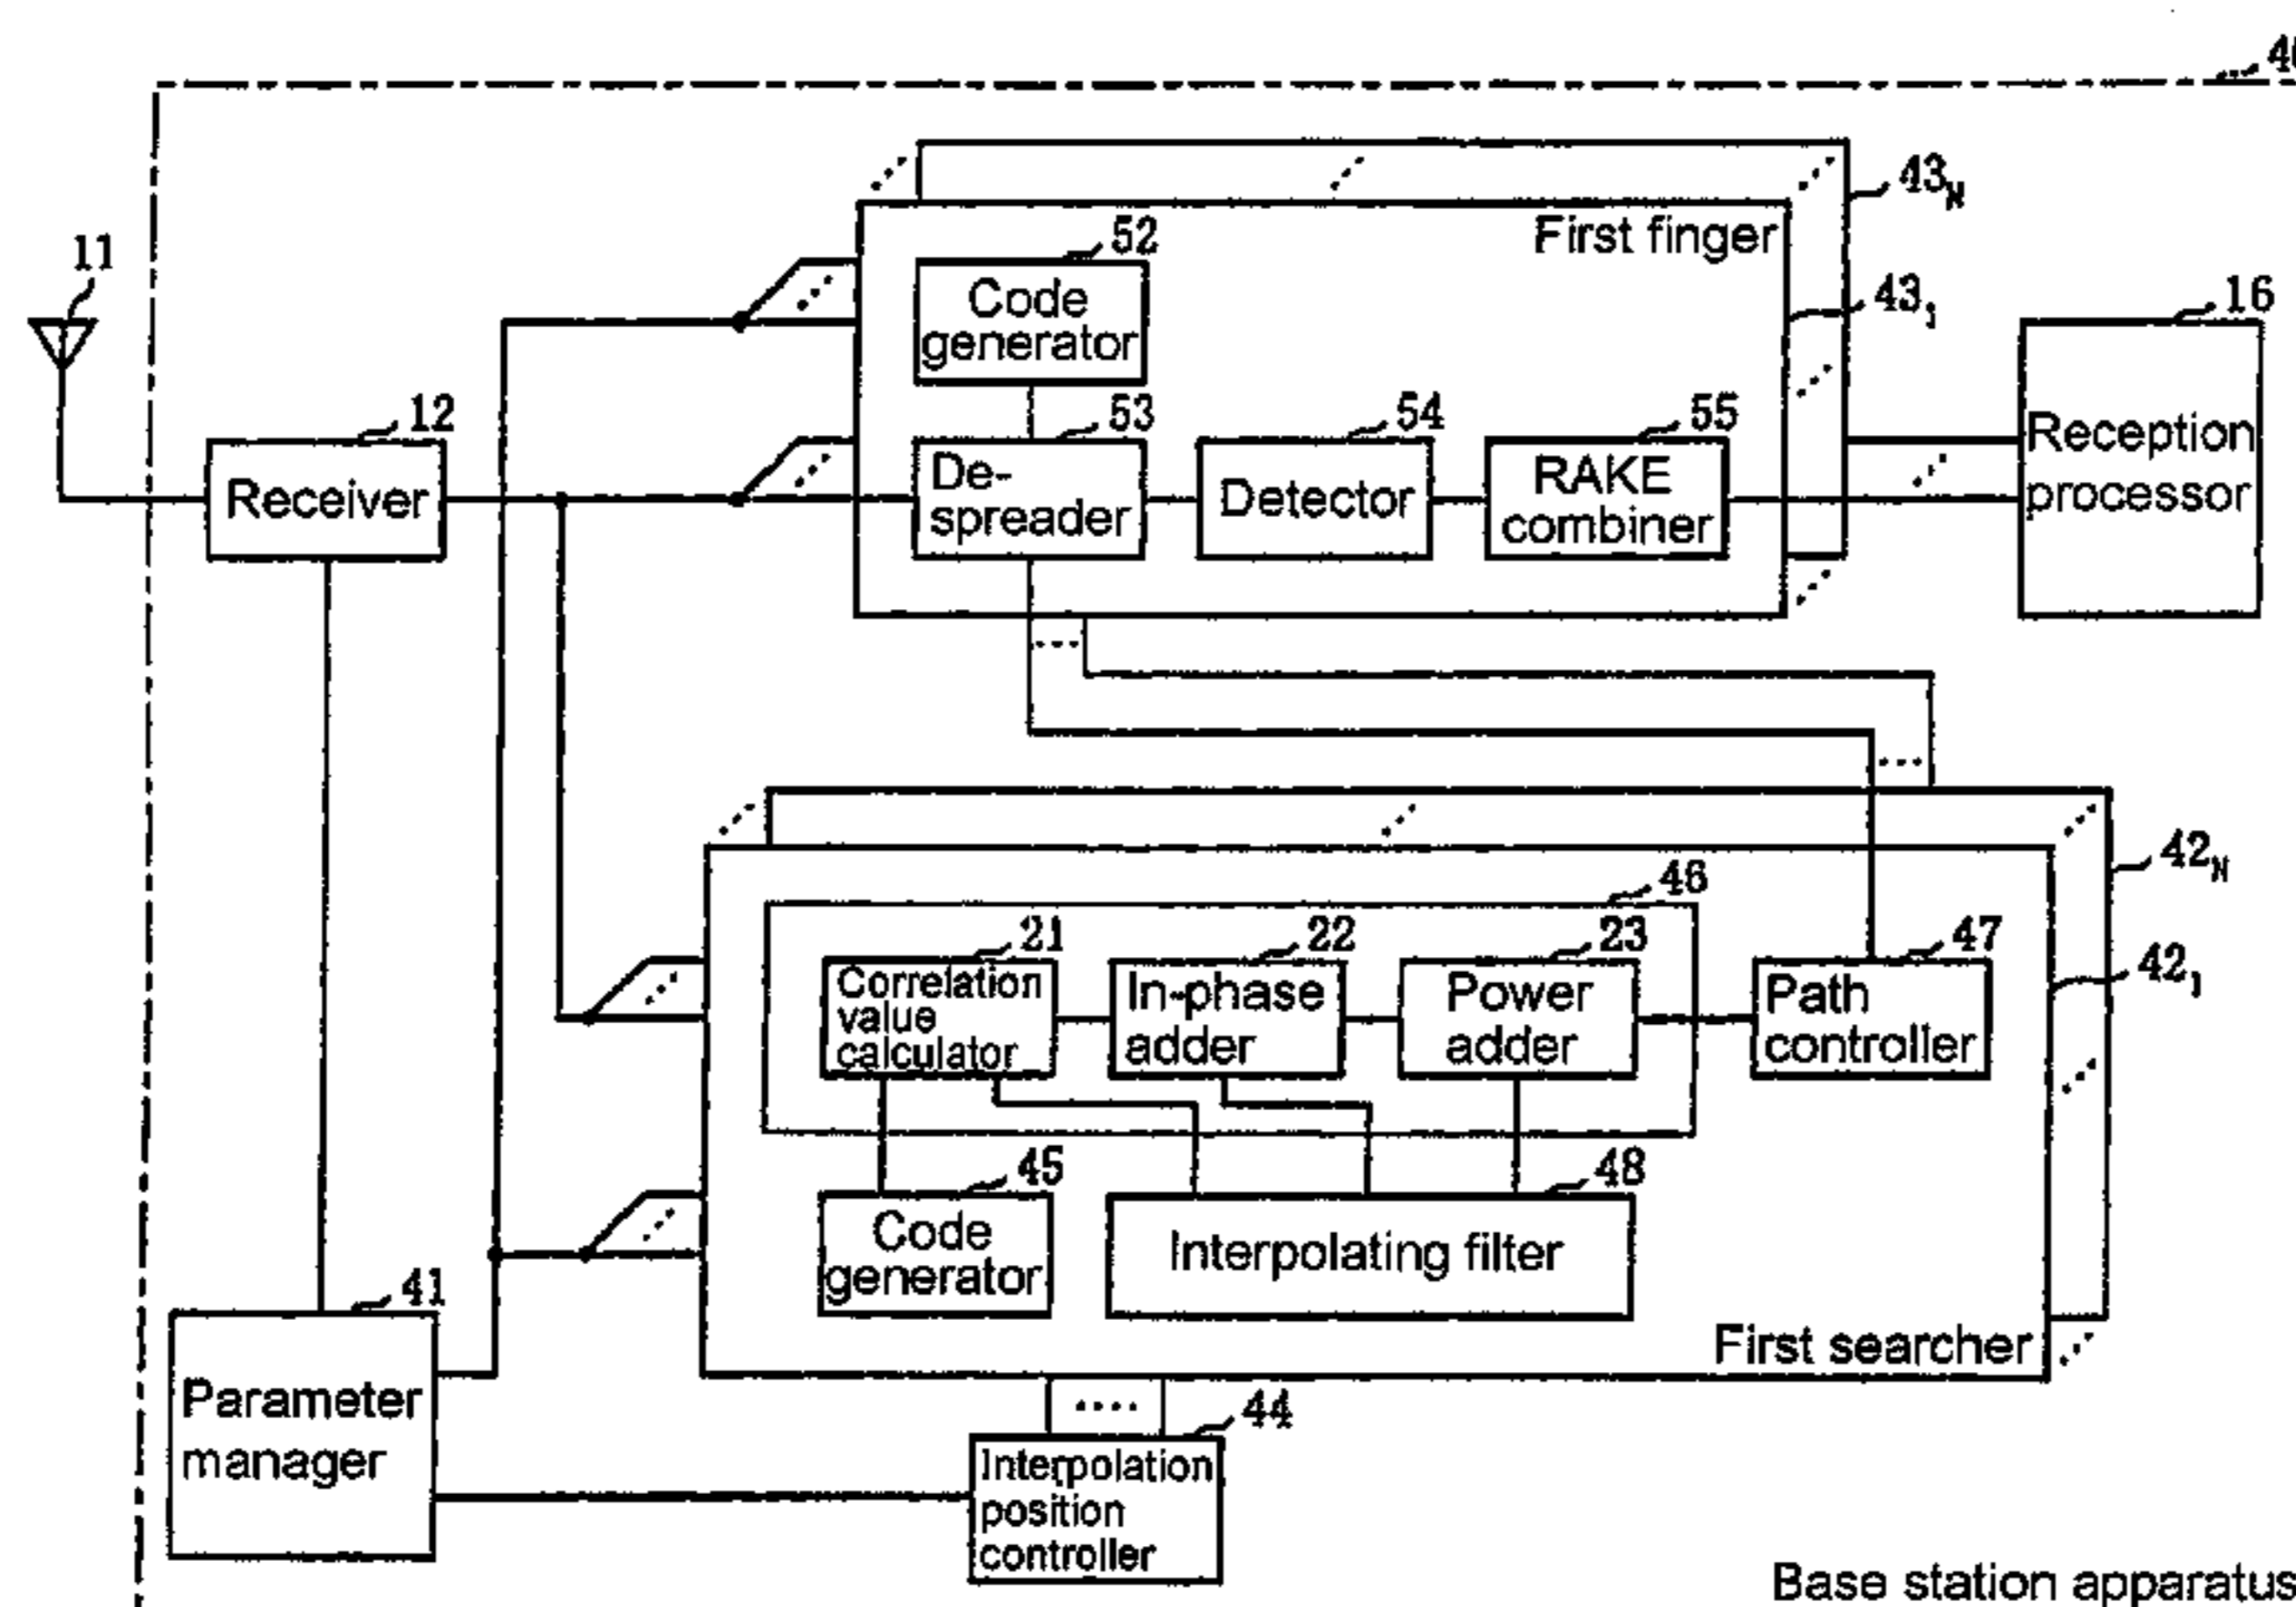 43N
First finger
52
11
Code
generator
43₁
16
12
53
54
55
Receiver
De-
spreader
Detector
RAKE
combiner
Reception
processor
42N
46
21
22
23
47
42₁
Correlation
value
calculator
In-phase
adder
Power
adder
Path
controller
45
48
Code
generator
Interpolating filter
41
First searcher
Parameter
manager
44
Interpolation
position
controller
Base station apparatus